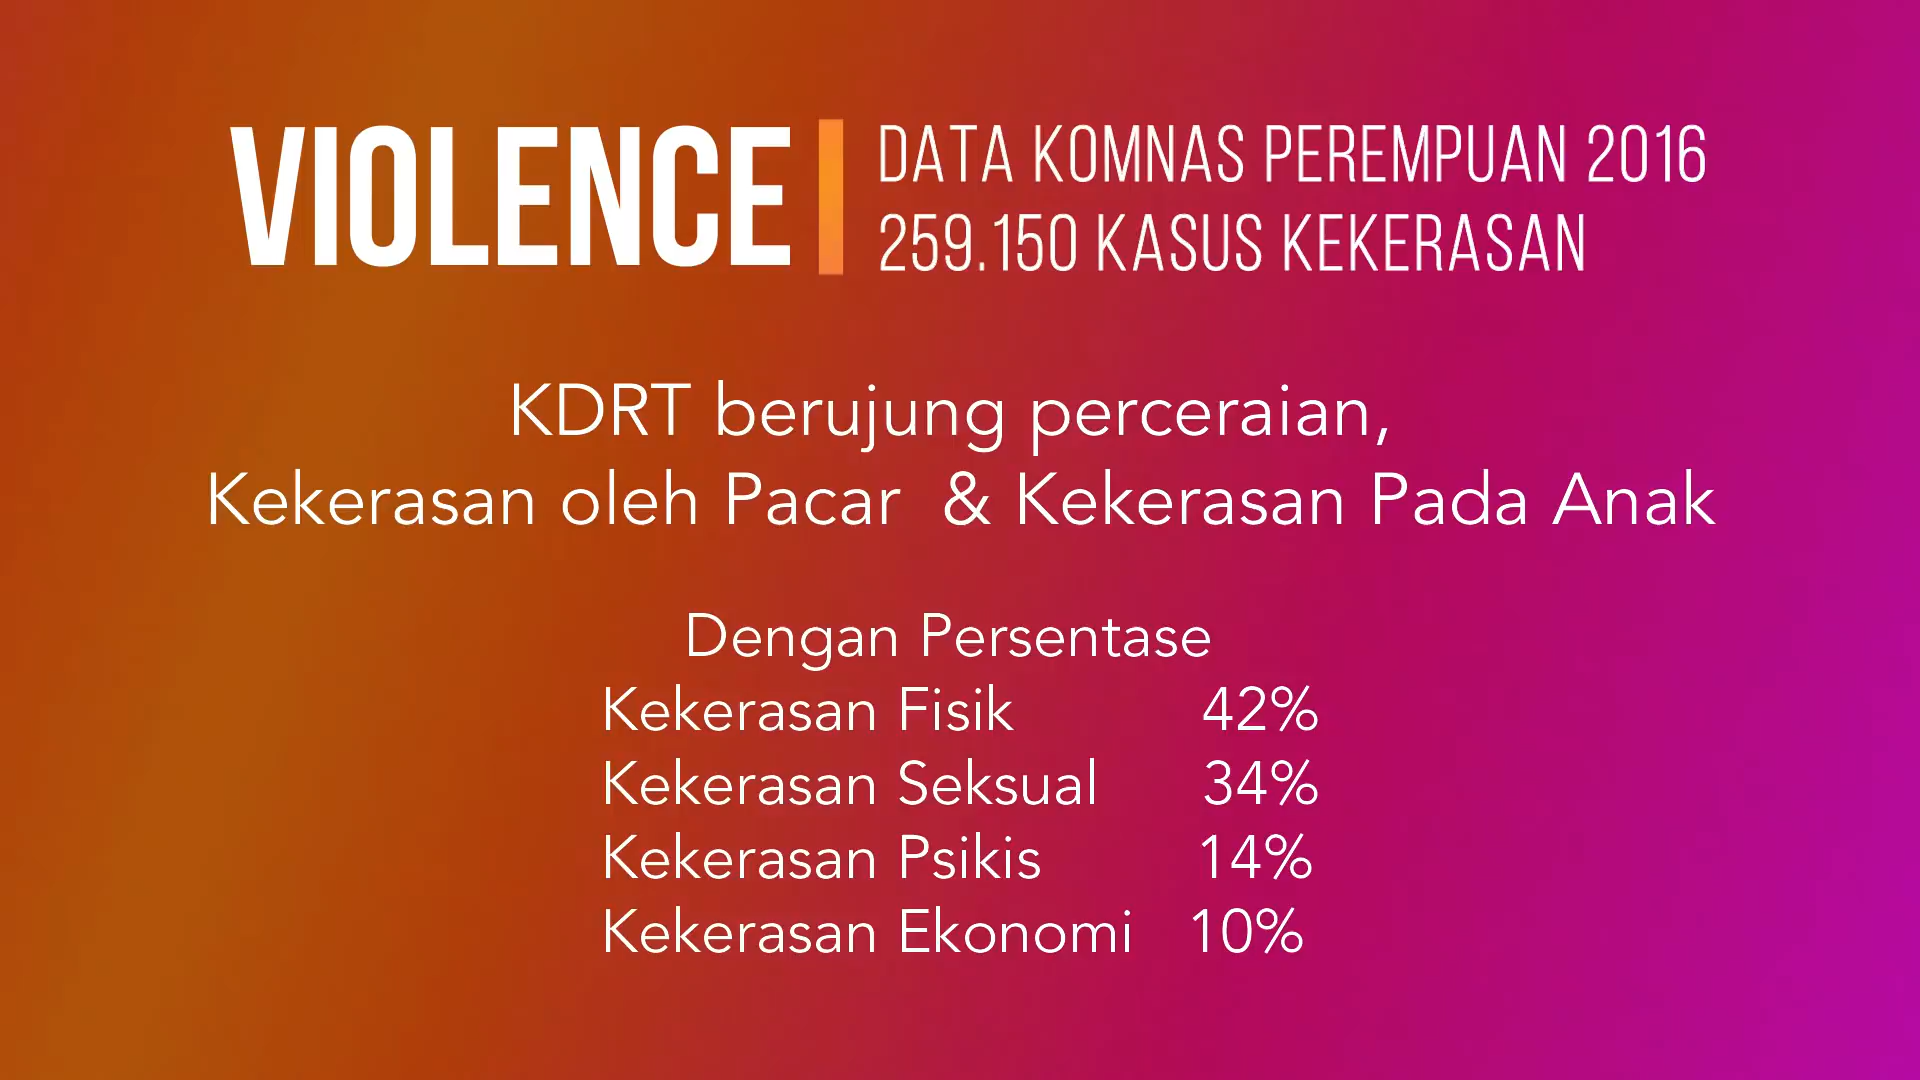 VIOLENCE
DATA KOMNAS PEREMPUAN 2016
259.150 KASUS KEKERASAN
KDRT berujung perceraian,
Kekerasan oleh Pacar & Kekerasan Pada Anak
Dengan Persentase
Kekerasan Fisik 42%
Kekerasan Seksual 34%
Kekerasan Psikis 14%
Kekerasan Ekonomi 10%